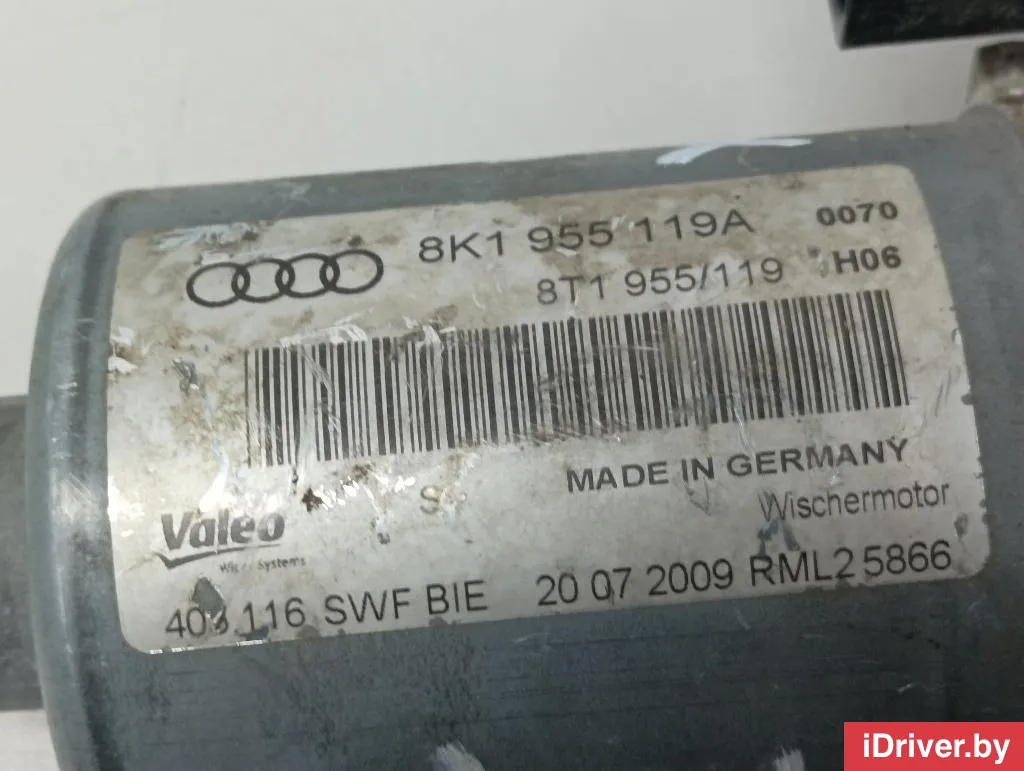 8K1 955 119A 0070
8T1 955/119 H06
MADE IN GERMANY
Valeo
Wischermotor
Systems
116 SWF BIE 20 07 2009 RML2 5866
iDriver.by